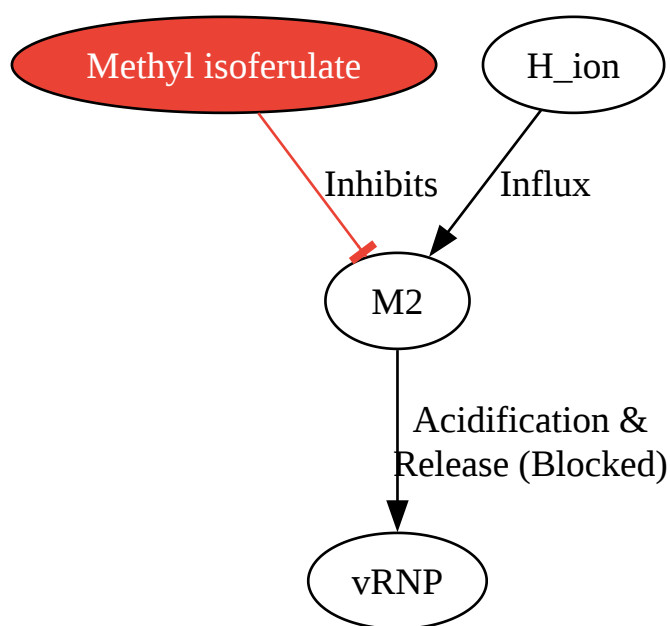 Methyl isoferulate
H_ion
Inhibits
Influx
M2
Acidification &
Release (Blocked)
vRNP